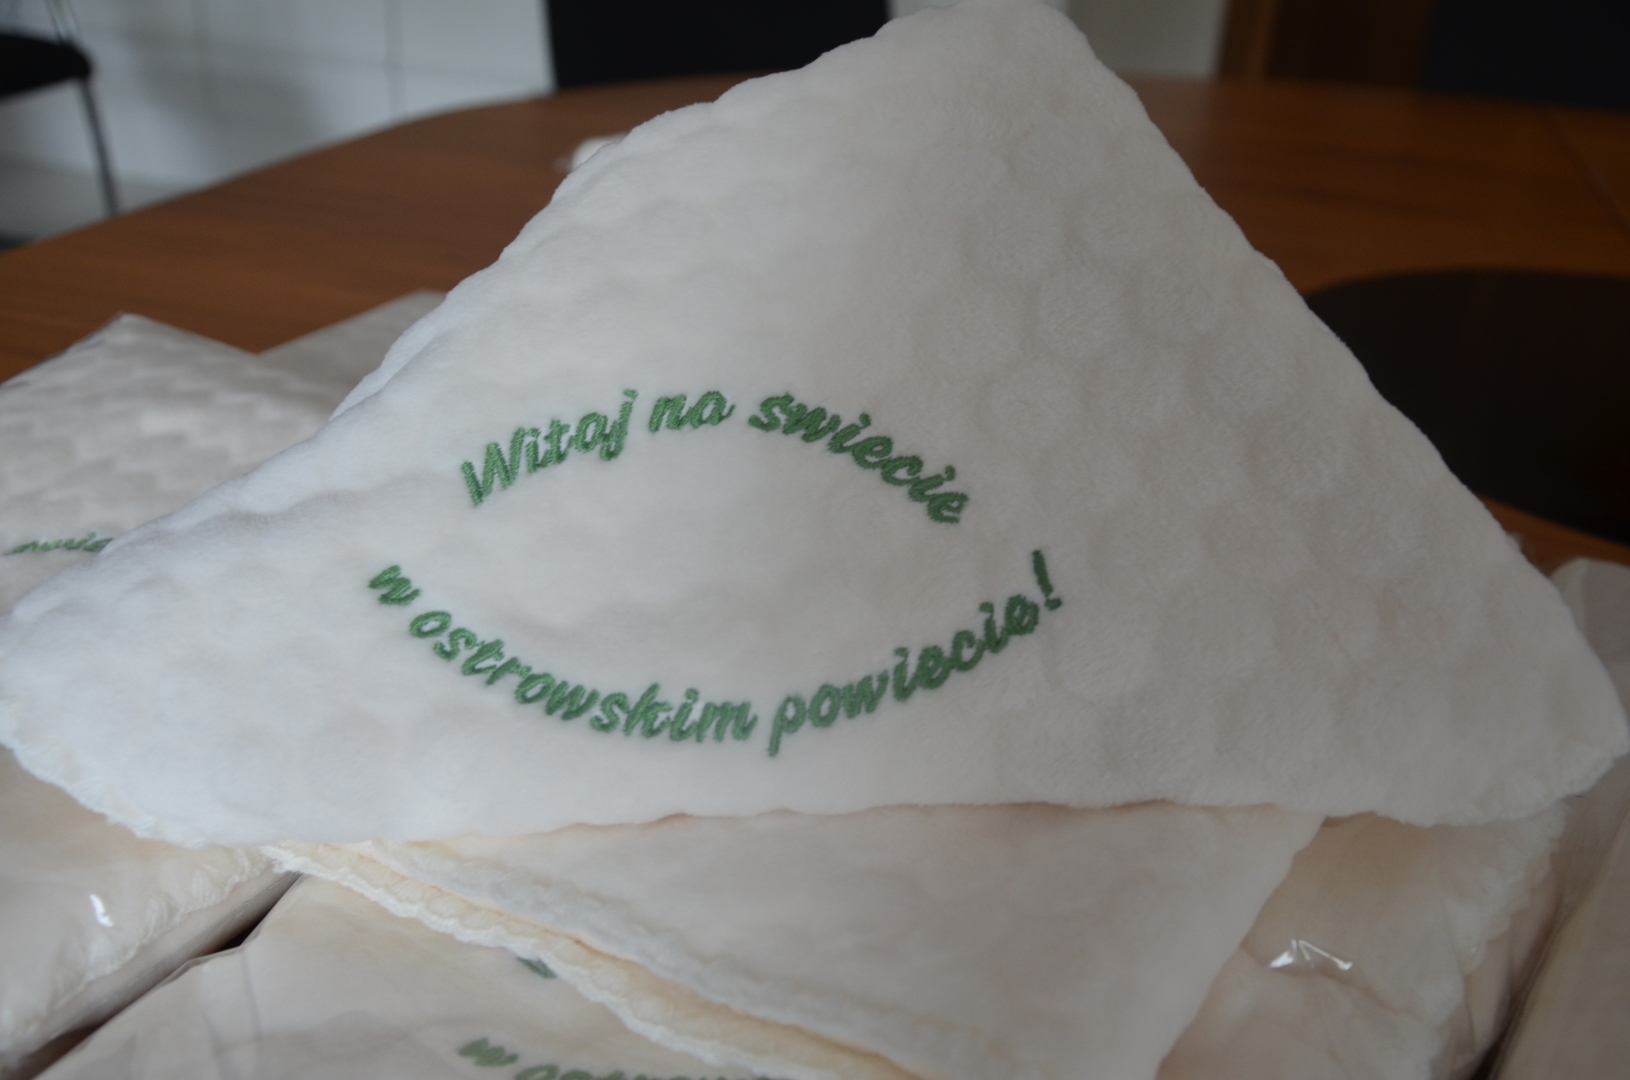 Witaj na świecie
w ostrowskim powiecie!
w